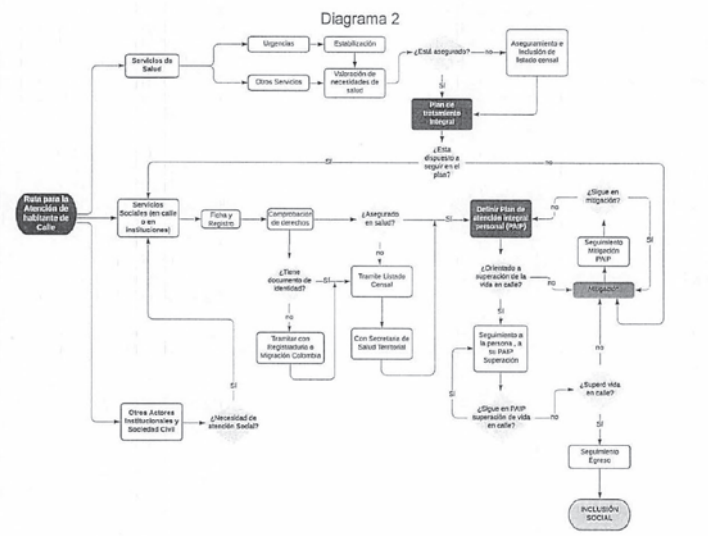 Diagrama 2
Urgencias
Estabilización
¿Está asegurado?
no
Aseguramiento e
Inclusión de
listado censal
Servicios de
Salud
Otros Servicios
Valoración de
necesidades de
salud
SÍ
Plan de
tratamiento
Integral
¿Esta
dispuesto a
seguir en el
plan?
SI
no
Ruta para la
Atención de
habitante de
Calle
Servicios
Sociales (en calle
o en
instituciones)
Ficha y
Registro
Comprobación
de derechos
¿Asegurado
en salud?
SI
Definir Plan de
atención integral
personal (PAIP)
no
¿Sigue en
mitigación?
SI
Seguimiento
Mitigación
PAIP
no
¿Tiene
documento de
identidad?
SI
Tramite Listado
Censal
¿Orientado a
superación de la
vida en calle?
no
Mitigación
no
Tramitar con
Registraduría o
Migración Colombia
Con Secretaria de
Salud Territorial
SI
Seguimiento a
la persona , a
su PAIP
Superación
no
SI
SI
¿Superó vida
en calle?
Otros Actores
Institucionales y
Sociedad Civil
¿Necesidad de
atención Social?
¿Sigue en PAIP
superación de vida
en calle?
no
SI
Seguimiento
Egreso
INCLUSIÓN
SOCIAL